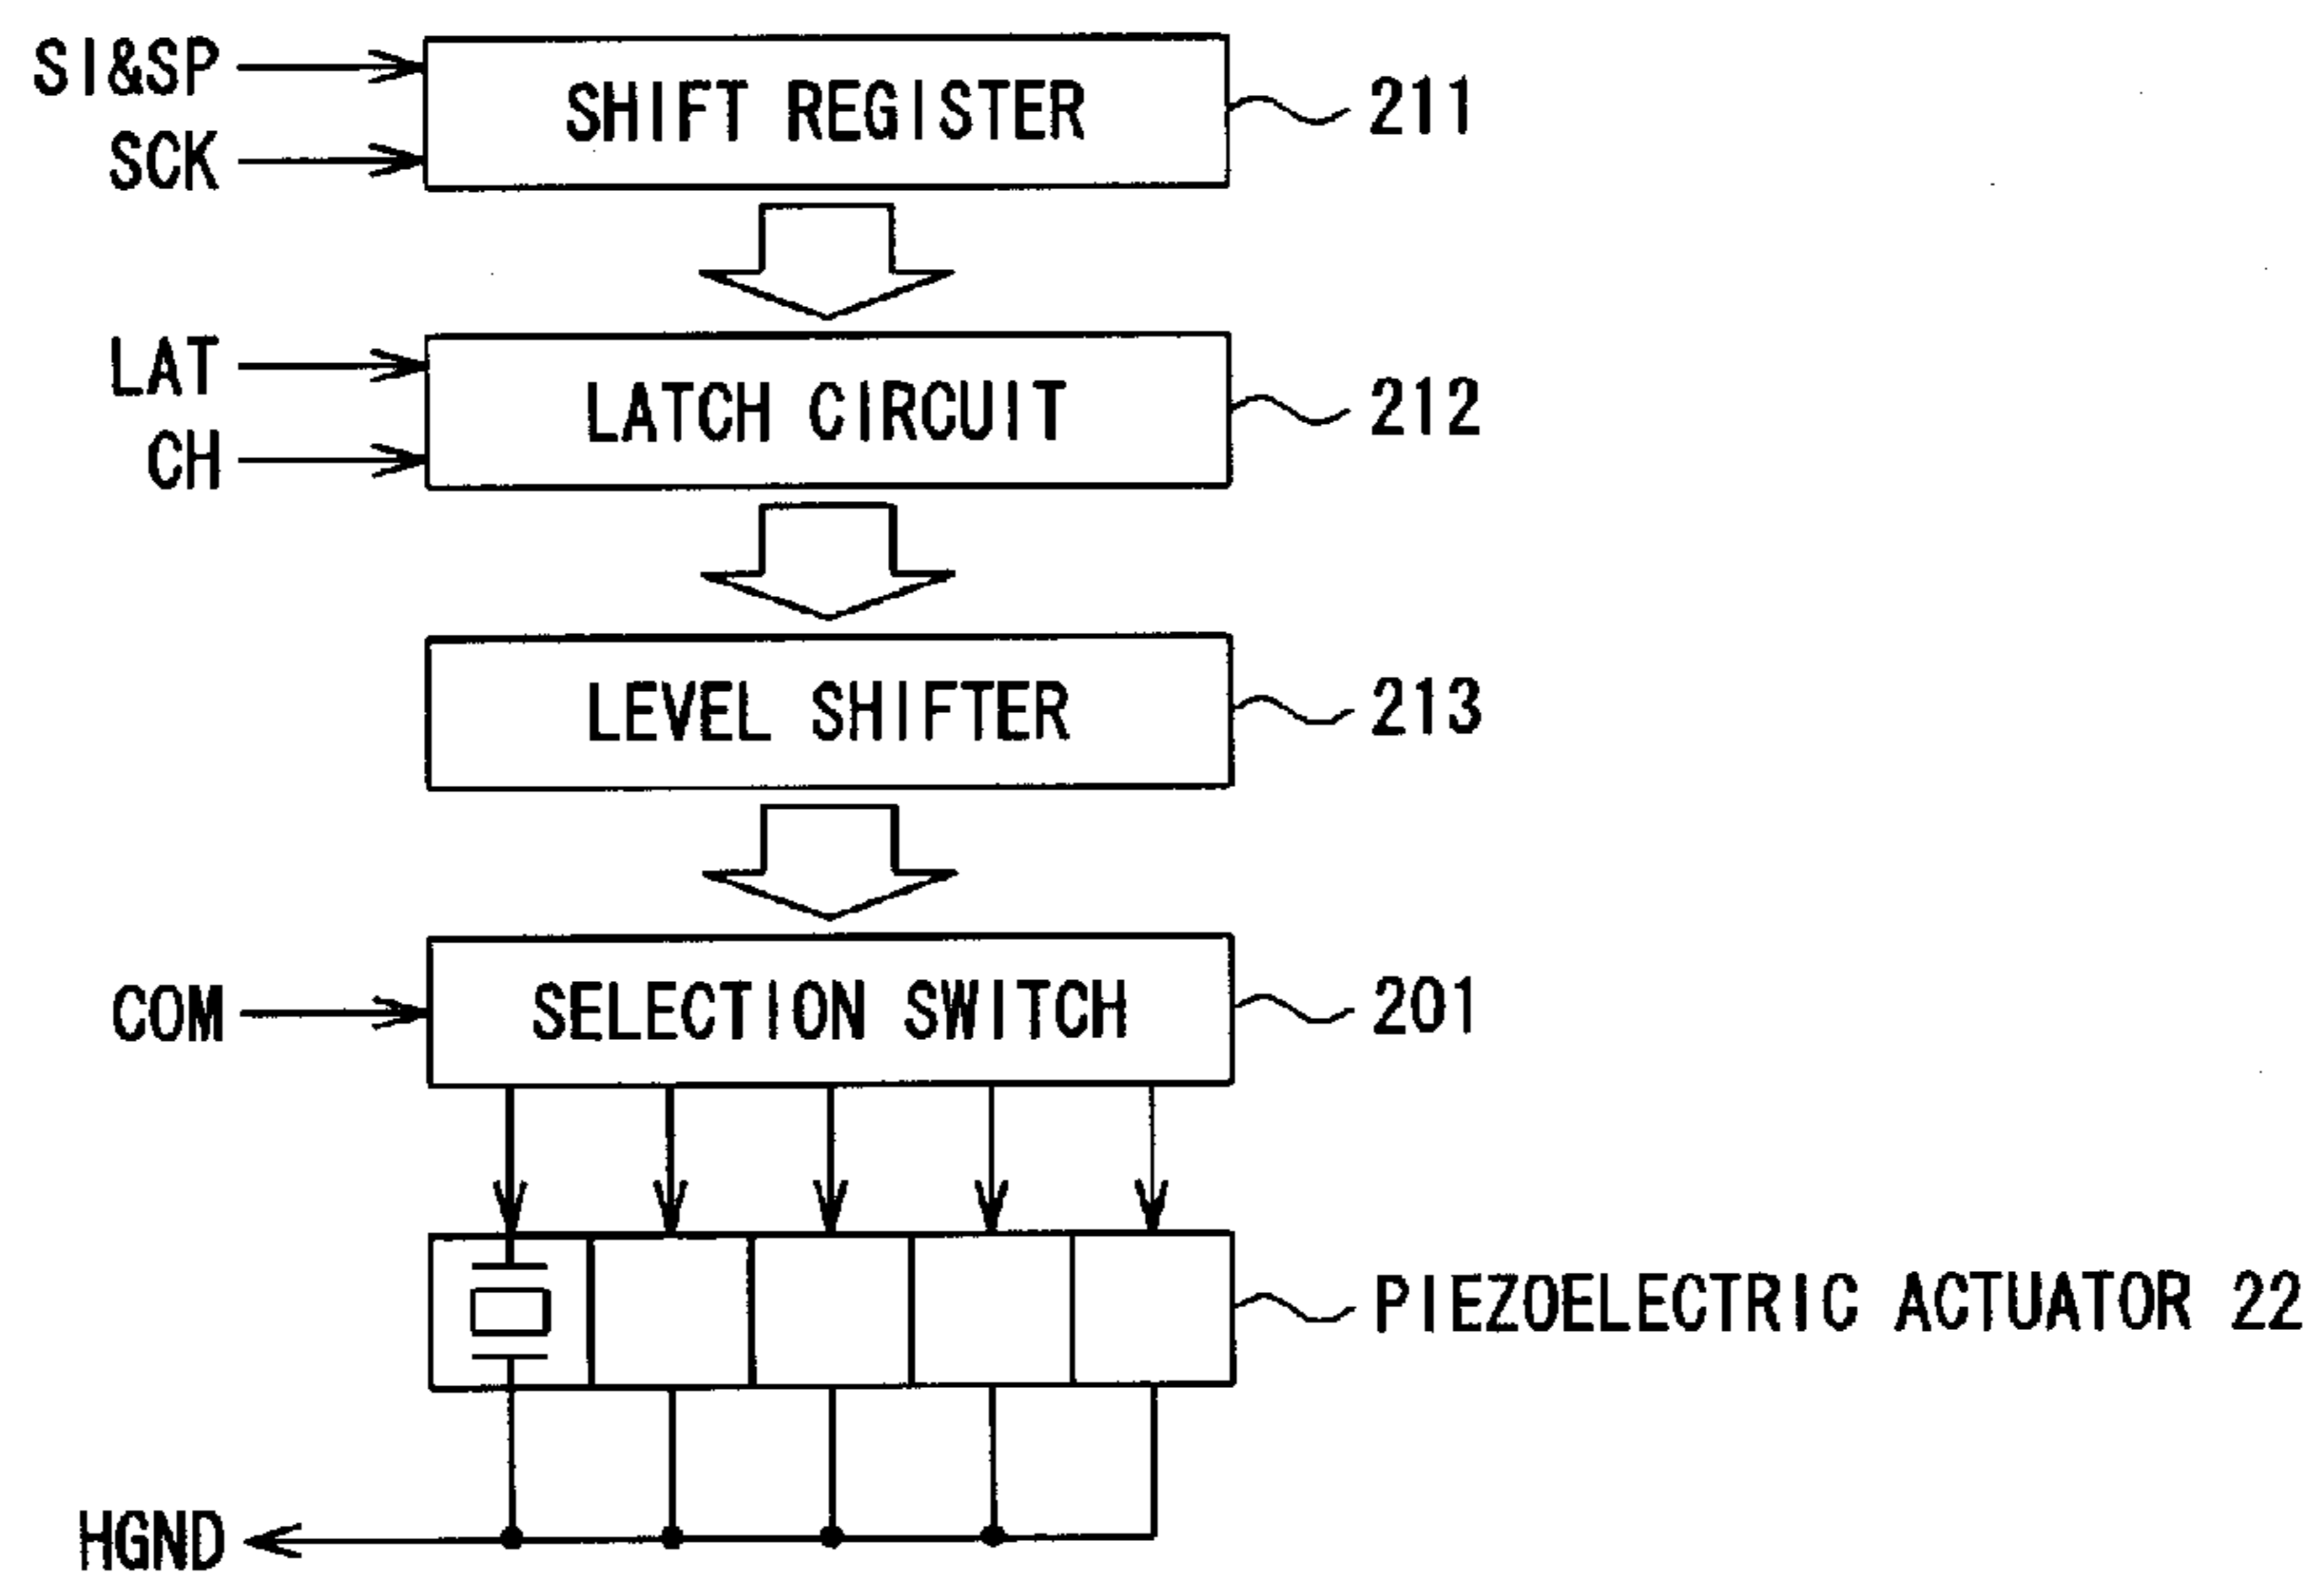 SI&SP
SHIFT REGISTER
211
SCK
LAT
LATCH CIRCUIT
212
CH
LEVEL SHIFTER
213
COM
SELECTION SWITCH
201
PIEZOELECTRIC ACTUATOR 22
HGND